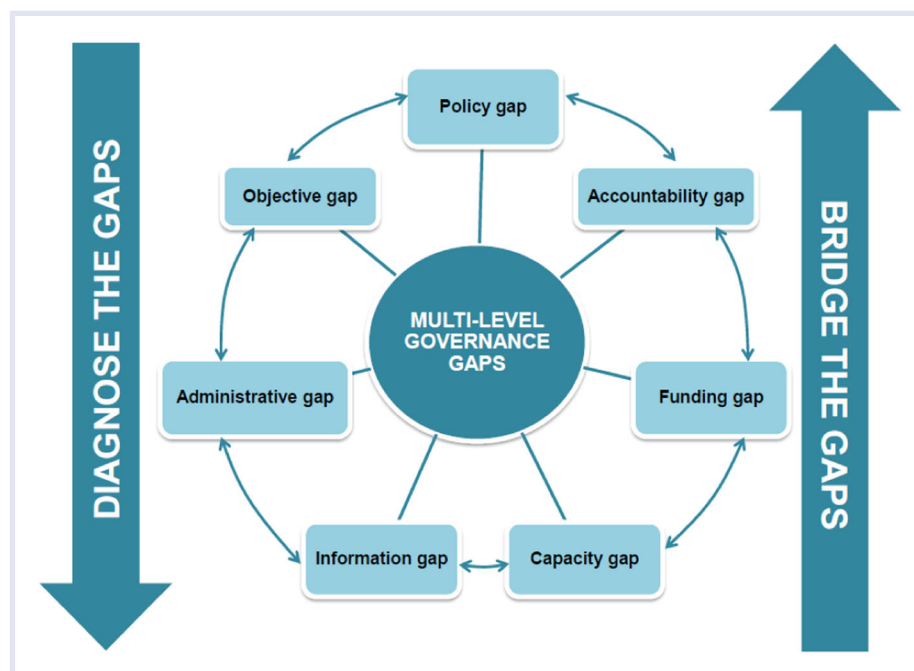 DIAGNOSE THE GAPS
Policy gap
Objective gap
Accountability gap
MULTI-LEVEL
GOVERNANCE
GAPS
Administrative gap
Funding gap
Information gap
Capacity gap
BRIDGE THE GAPS